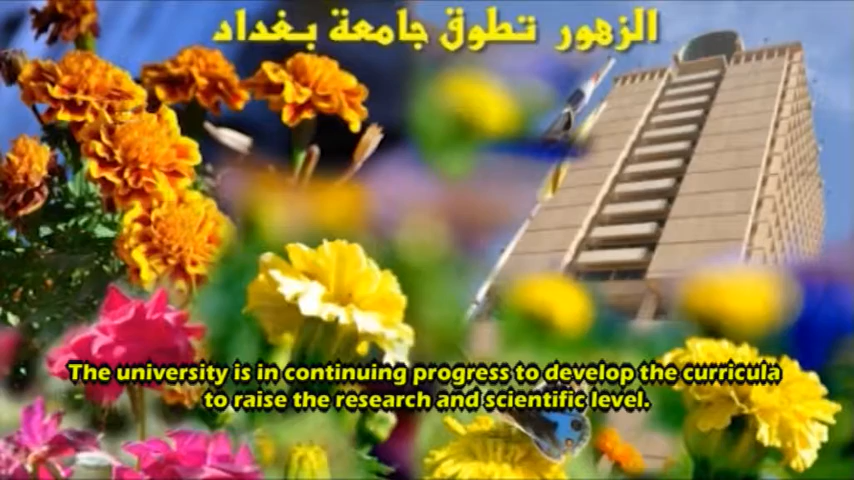 الزهور تطوق جامعة بغداد
The university is in continuing progress to develop the curricula
to raise the research and scientific level.